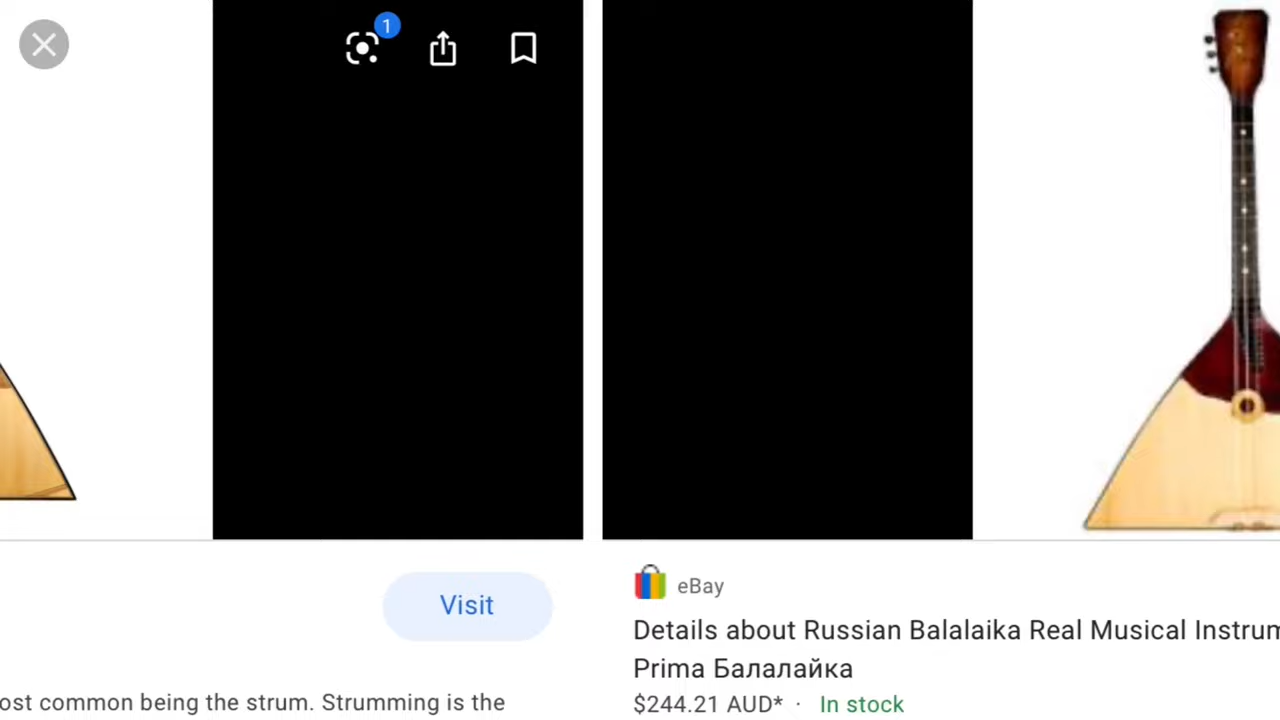 1
Visit
ost common being the strum. Strumming is the
eBay
Details about Russian Balalaika Real Musical Instrum
Prima Балалайка
$244.21 AUD* · In stock